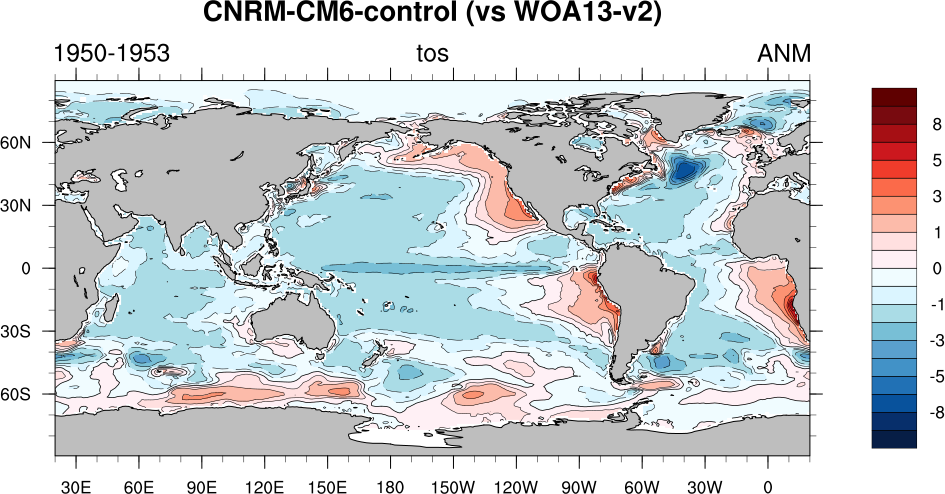 CNRM-CM6-control (vs WOA13-v2)
1950-1953 tos ANM
60N
30N
0
30S
60S
30E 60E 90E 120E 150E 180 150W 120W 90W 60W 30W 0
8
5
3
1
0
-1
-3
-5
-8